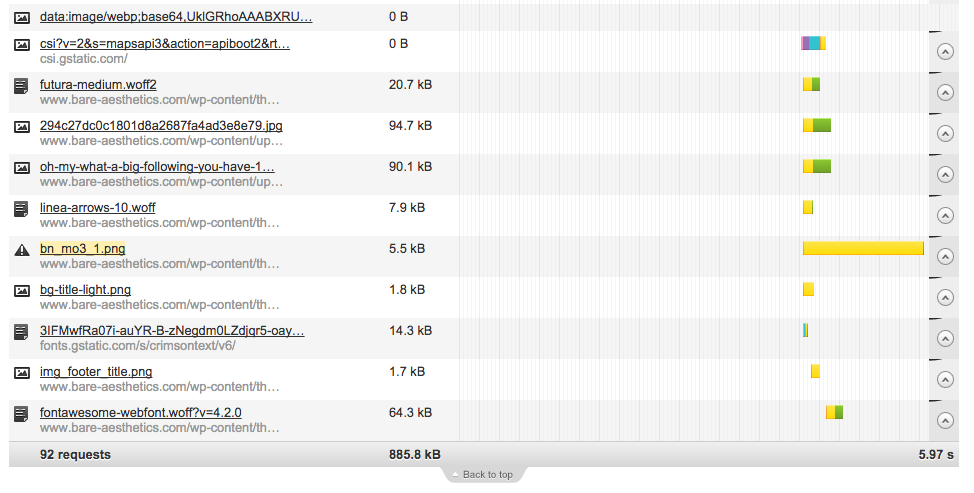 data:image/webp;base64,UklGRhoAAABXRU… 0 B
csi?v=2&s=mapsapi3&action=apiboot2&rt… 0 B
csi.gstatic.com/
futura-medium.woff2 20.7 kB
www.bare-aesthetics.com/wp-content/th…
294c27dc0c1801d8a2687fa4ad3e8e79.jpg 94.7 kB
www.bare-aesthetics.com/wp-content/up…
oh-my-what-a-big-following-you-have-1… 90.1 kB
www.bare-aesthetics.com/wp-content/up…
linea-arrows-10.woff 7.9 kB
www.bare-aesthetics.com/wp-content/th…
bn_mo3_1.png 5.5 kB
www.bare-aesthetics.com/wp-content/th…
bg-title-light.png 1.8 kB
www.bare-aesthetics.com/wp-content/th…
3IFMwfRa07i-auYR-B-zNegdm0LZdjqr5-oay… 14.3 kB
fonts.gstatic.com/s/crimsontext/v6/
img_footer_title.png 1.7 kB
www.bare-aesthetics.com/wp-content/th…
fontawesome-webfont.woff?v=4.2.0 64.3 kB
www.bare-aesthetics.com/wp-content/th…
92 requests 885.8 kB 5.97 s
Back to top